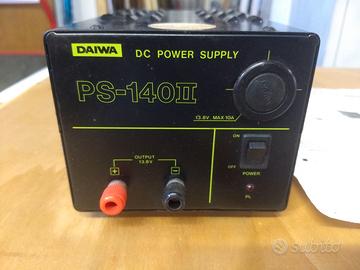 DAIWA DC POWER SUPPLY
PS-140II
13.8V MAX 10A
OUTPUT
+ 13.8V −
ON
OFF
POWER
PL
subito